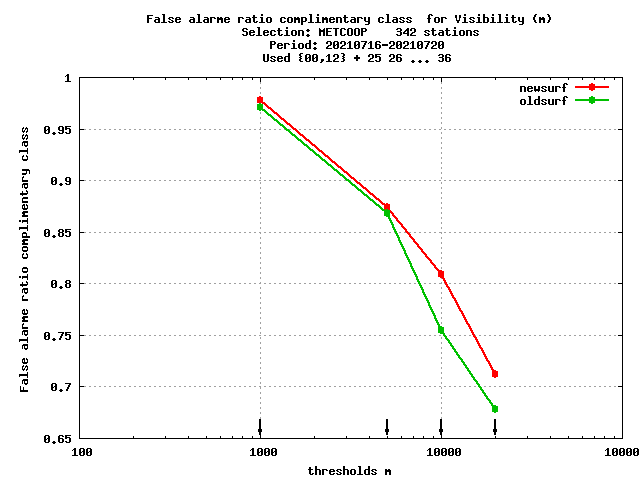 False alarme ratio complimentary class  for Visibility (m)
Selection: METCOOP    342 stations
Period: 20210716-20210720
Used {00,12} + 25 26 ... 36
newsurf
oldsurf
False alarme ratio complimentary class
1
0.95
0.9
0.85
0.8
0.75
0.7
0.65
100 1000 10000 10000
thresholds m